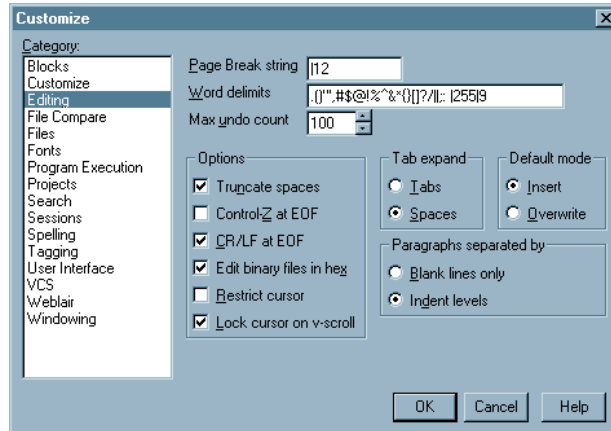 Customize
Category:
Blocks
Customize
Editing
File Compare
Files
Fonts
Program Execution
Projects
Search
Sessions
Spelling
Tagging
User Interface
VCS
Weblair
Windowing
Page Break string |12
Word delimits .()'",#$@!%^&*{}[]?/||;: |255|9
Max undo count 100
Options
Truncate spaces
Control-Z at EOF
CR/LF at EOF
Edit binary files in hex
Restrict cursor
Lock cursor on v-scroll
Tab expand
Tabs
Spaces
Default mode
Insert
Overwrite
Paragraphs separated by
Blank lines only
Indent levels
OK Cancel Help